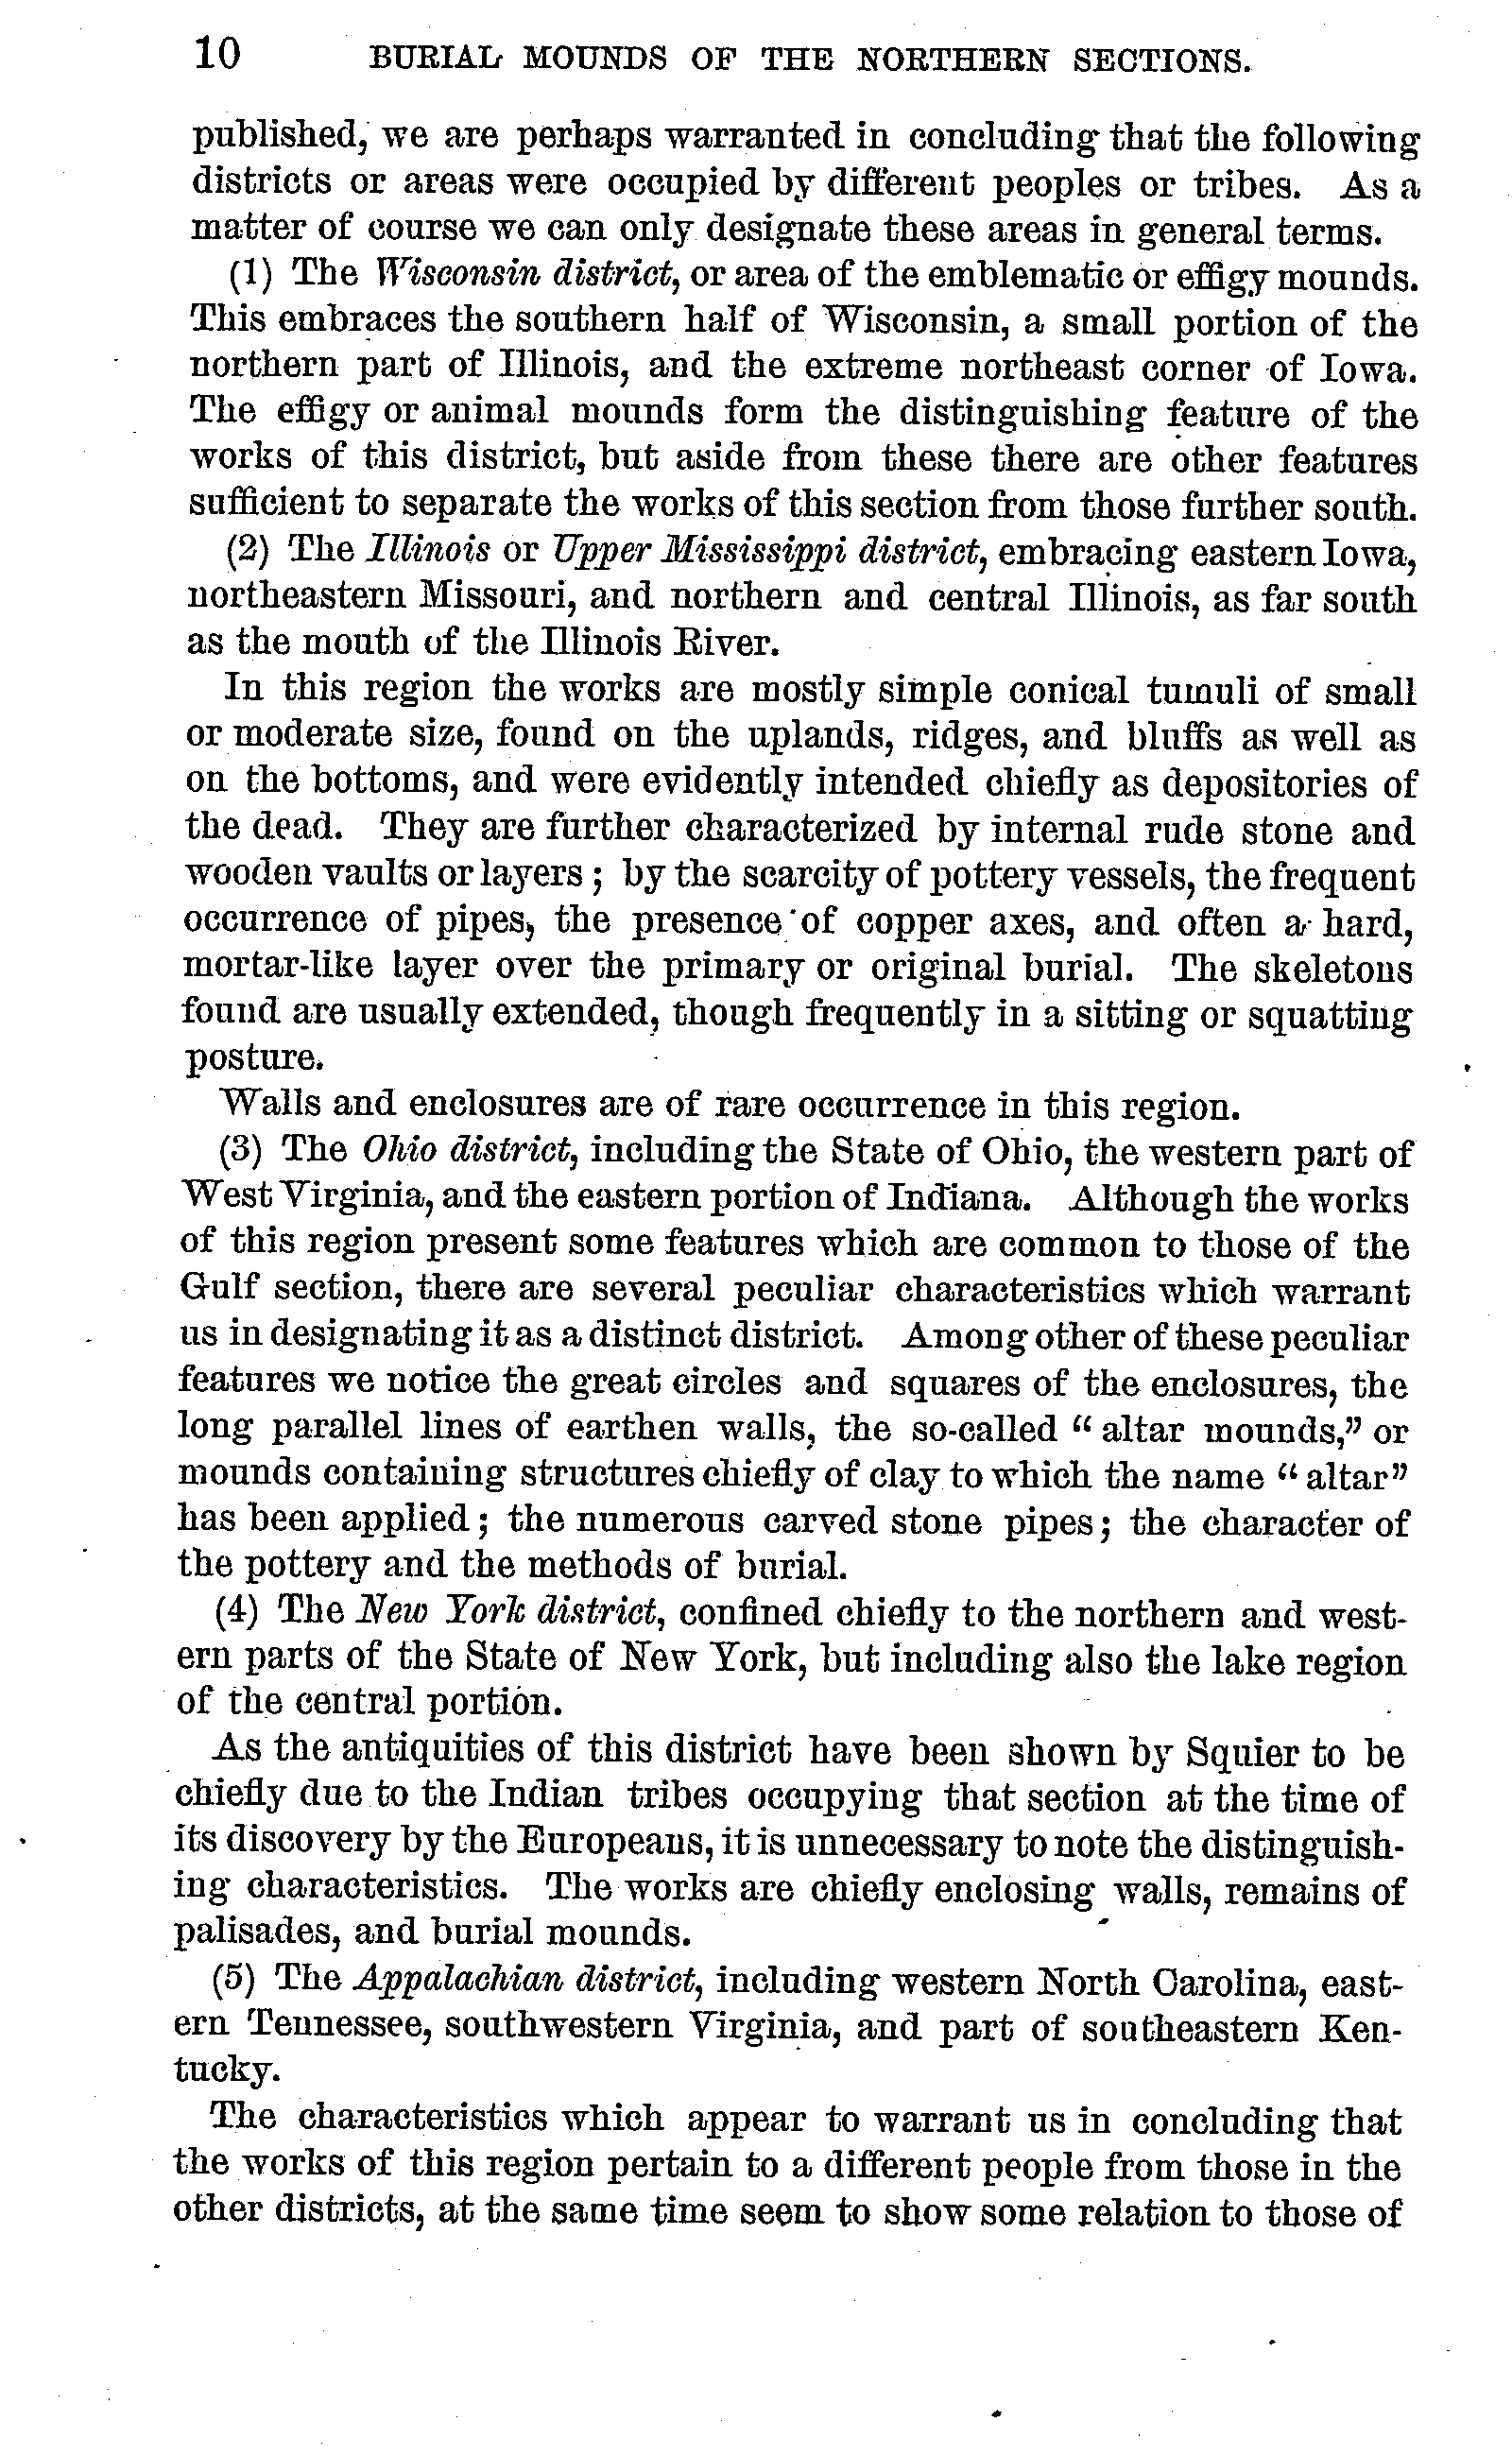 10 BURIAL MOUNDS OF THE NORTHERN SECTIONS.
published, we are perhaps warranted in concluding that the following
districts or areas were occupied by different peoples or tribes. As a
matter of course we can only designate these areas in general terms.
(1) The Wisconsin district, or area of the emblematic or effigy mounds.
This embraces the southern half of Wisconsin, a small portion of the
northern part of Illinois, and the extreme northeast corner of Iowa.
The effigy or animal mounds form the distinguishing feature of the
works of this district, but aside from these there are other features
sufficient to separate the works of this section from those further south.
(2) The Illinois or Upper Mississippi district, embracing eastern Iowa,
northeastern Missouri, and northern and central Illinois, as far south
as the mouth of the Illinois River.
In this region the works are mostly simple conical tumuli of small
or moderate size, found on the uplands, ridges, and bluffs as well as
on the bottoms, and were evidently intended chiefly as depositories of
the dead. They are further characterized by internal rude stone and
wooden vaults or layers; by the scarcity of pottery vessels, the frequent
occurrence of pipes, the presence of copper axes, and often a hard,
mortar-like layer over the primary or original burial. The skeletons
found are usually extended, though frequently in a sitting or squatting
posture.
Walls and enclosures are of rare occurrence in this region.
(3) The Ohio district, including the State of Ohio, the western part of
West Virginia, and the eastern portion of Indiana. Although the works
of this region present some features which are common to those of the
Gulf section, there are several peculiar characteristics which warrant
us in designating it as a distinct district. Among other of these peculiar
features we notice the great circles and squares of the enclosures, the
long parallel lines of earthen walls, the so-called "altar mounds," or
mounds containing structures chiefly of clay to which the name "altar"
has been applied; the numerous carved stone pipes; the character of
the pottery and the methods of burial.
(4) The New York district, confined chiefly to the northern and west-
ern parts of the State of New York, but including also the lake region
of the central portion.
As the antiquities of this district have been shown by Squier to be
chiefly due to the Indian tribes occupying that section at the time of
its discovery by the Europeans, it is unnecessary to note the distinguish-
ing characteristics. The works are chiefly enclosing walls, remains of
palisades, and burial mounds.
(5) The Appalachian district, including western North Carolina, east-
ern Tennessee, southwestern Virginia, and part of southeastern Ken-
tucky.
The characteristics which appear to warrant us in concluding that
the works of this region pertain to a different people from those in the
other districts, at the same time seem to show some relation to those of